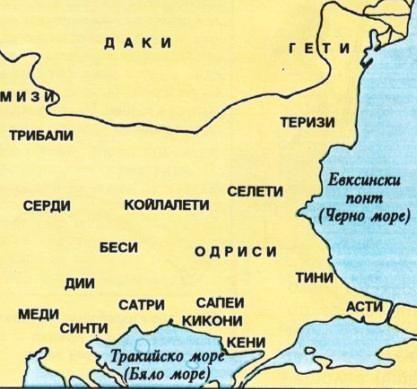 ДАКИ
ГЕТИ
МИЗИ
ТРИБАЛИ
ТЕРИЗИ
Евксински
понт
(Черно море)
СЕЛЕТИ
СЕРДИ
КОЙЛАЛЕТИ
БЕСИ
ОДРИСИ
ТИНИ
ДИИ
САТРИ
САПЕИ
АСТИ
МЕДИ
КИКОНИ
СИНТИ
КЕНИ
Тракийско море
(Бяло море)